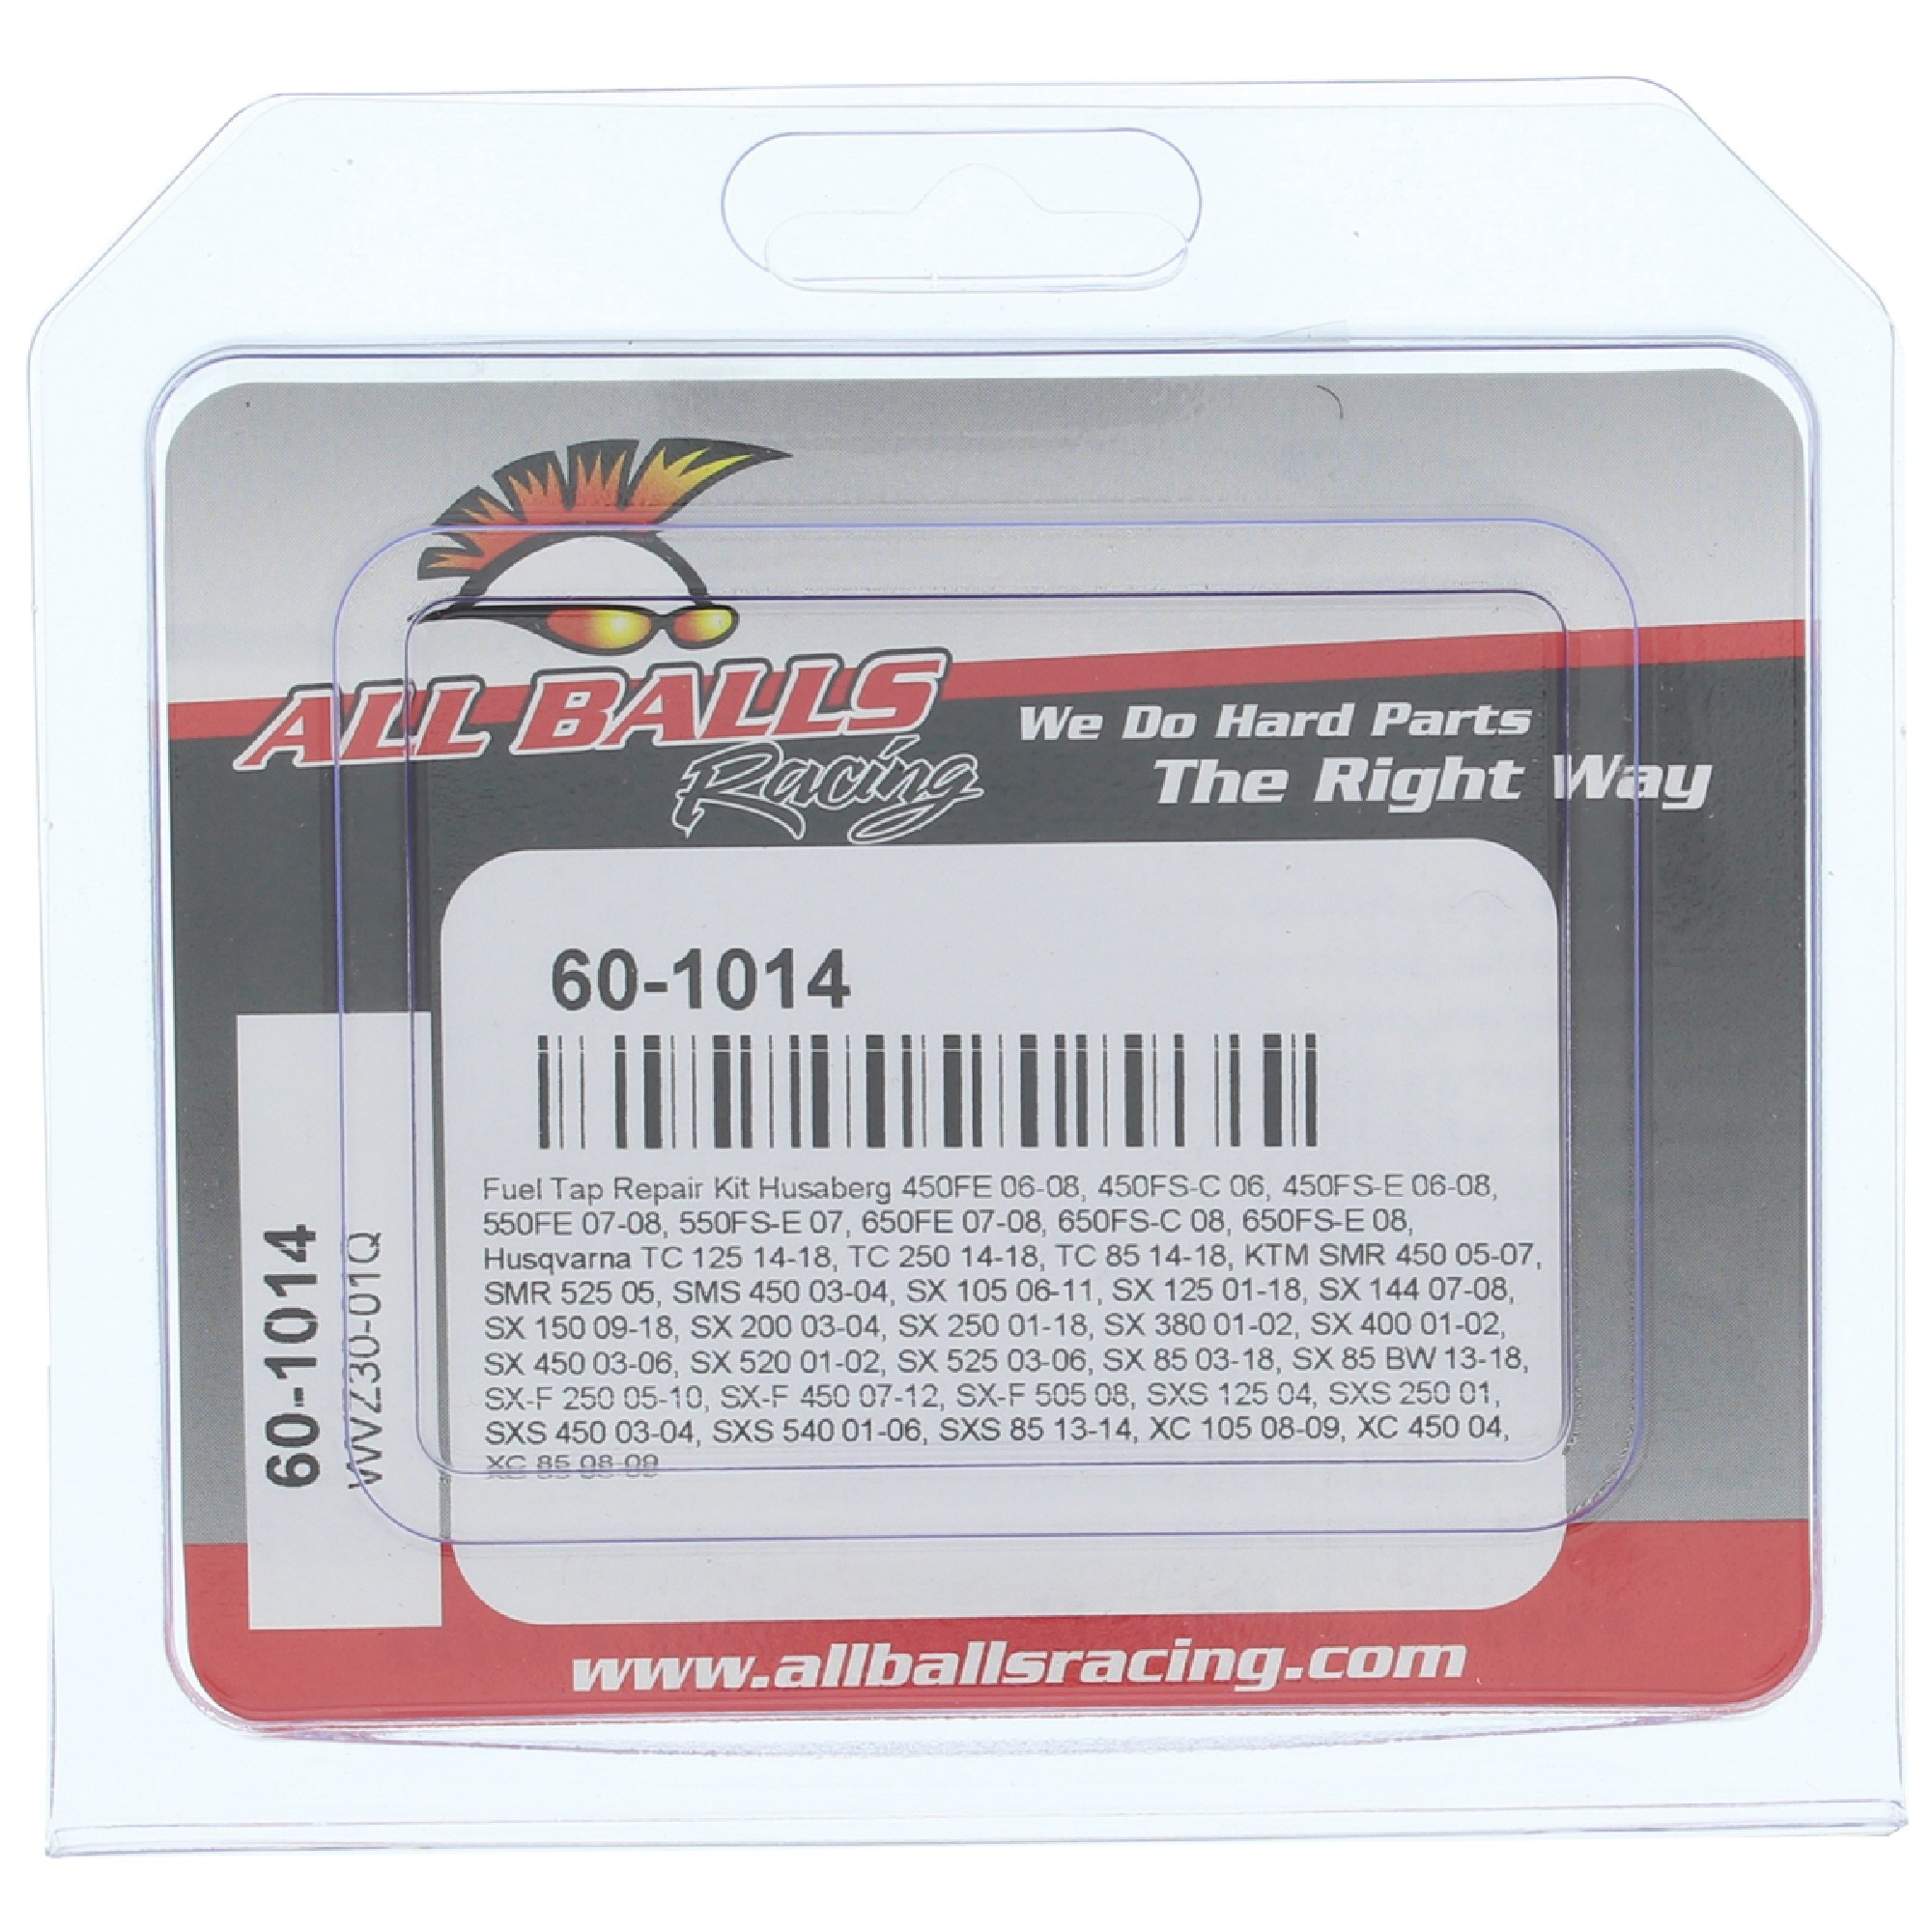 ALL BALLS
Racing
We Do Hard Parts
The Right Way
60-1014
Fuel Tap Repair Kit Husaberg 450FE 06-08, 450FS-C 06, 450FS-E 06-08,
550FE 07-08, 550FS-E 07, 650FE 07-08, 650FS-C 08, 650FS-E 08,
Husqvarna TC 125 14-18, TC 250 14-18, TC 85 14-18, KTM SMR 450 05-07,
SMR 525 05, SMS 450 03-04, SX 105 06-11, SX 125 01-18, SX 144 07-08,
SX 150 09-18, SX 200 03-04, SX 250 01-18, SX 380 01-02, SX 400 01-02,
SX 450 03-06, SX 520 01-02, SX 525 03-06, SX 85 03-18, SX 85 BW 13-18,
SX-F 250 05-10, SX-F 450 07-12, SX-F 505 08, SXS 125 04, SXS 250 01,
SXS 450 03-04, SXS 540 01-06, SXS 85 13-14, XC 105 08-09, XC 450 04,
XC 85 08-09
60-1014
WVZ30-01Q
www.allballsracing.com